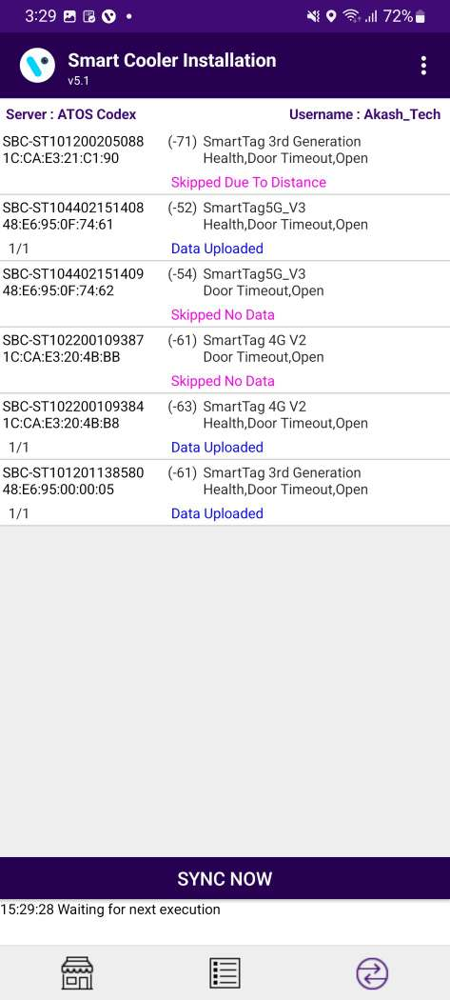 3:29
72%
Smart Cooler Installation
v5.1
Server : ATOS Codex
Username : Akash_Tech
SBC-ST101200205088
(-71) SmartTag 3rd Generation
1C:CA:E3:21:C1:90
Health,Door Timeout,Open
Skipped Due To Distance
SBC-ST104402151408
(-52) SmartTag5G_V3
48:E6:95:0F:74:61
Health,Door Timeout,Open
1/1
Data Uploaded
SBC-ST104402151409
(-54) SmartTag5G_V3
48:E6:95:0F:74:62
Door Timeout,Open
Skipped No Data
SBC-ST102200109387
(-61) SmartTag 4G V2
1C:CA:E3:20:4B:BB
Door Timeout,Open
Skipped No Data
SBC-ST102200109384
(-63) SmartTag 4G V2
1C:CA:E3:20:4B:B8
Health,Door Timeout,Open
1/1
Data Uploaded
SBC-ST101201138580
(-61) SmartTag 3rd Generation
48:E6:95:00:00:05
Health,Door Timeout,Open
1/1
Data Uploaded
SYNC NOW
15:29:28 Waiting for next execution